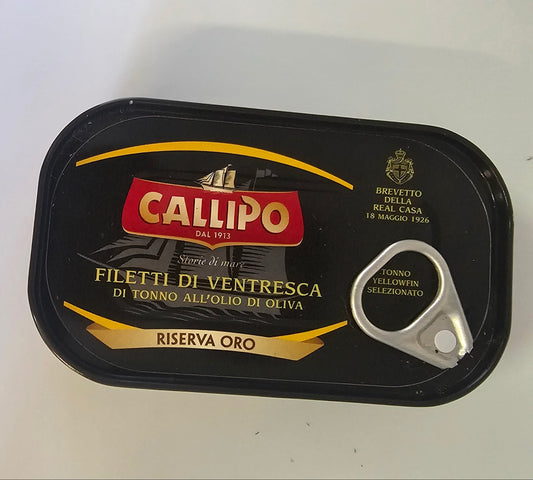 CALLIPO
DAL 1913
Storie di mare
FILETTI DI VENTRESCA
DI TONNO ALL'OLIO DI OLIVA
RISERVA ORO
BREVETTO
DELLA
REAL CASA
18 MAGGIO 1926
TONNO
YELLOWFIN
SELEZIONATO